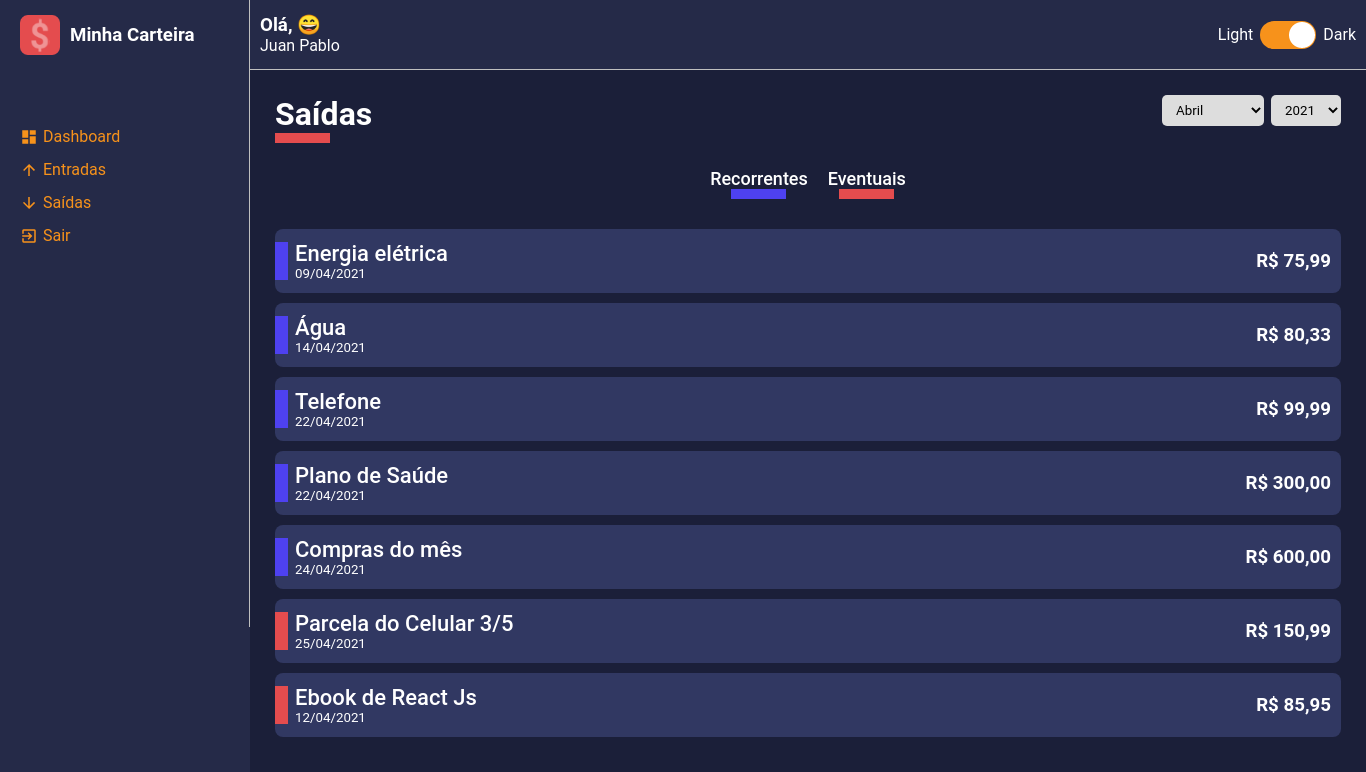 Minha Carteira
Olá, 😄
Juan Pablo
Light
Dark
Dashboard
Entradas
Saídas
Sair
Saídas
Abril
2021
Recorrentes
Eventuais
Energia elétrica
09/04/2021
R$ 75,99
Água
14/04/2021
R$ 80,33
Telefone
22/04/2021
R$ 99,99
Plano de Saúde
22/04/2021
R$ 300,00
Compras do mês
24/04/2021
R$ 600,00
Parcela do Celular 3/5
25/04/2021
R$ 150,99
Ebook de React Js
12/04/2021
R$ 85,95